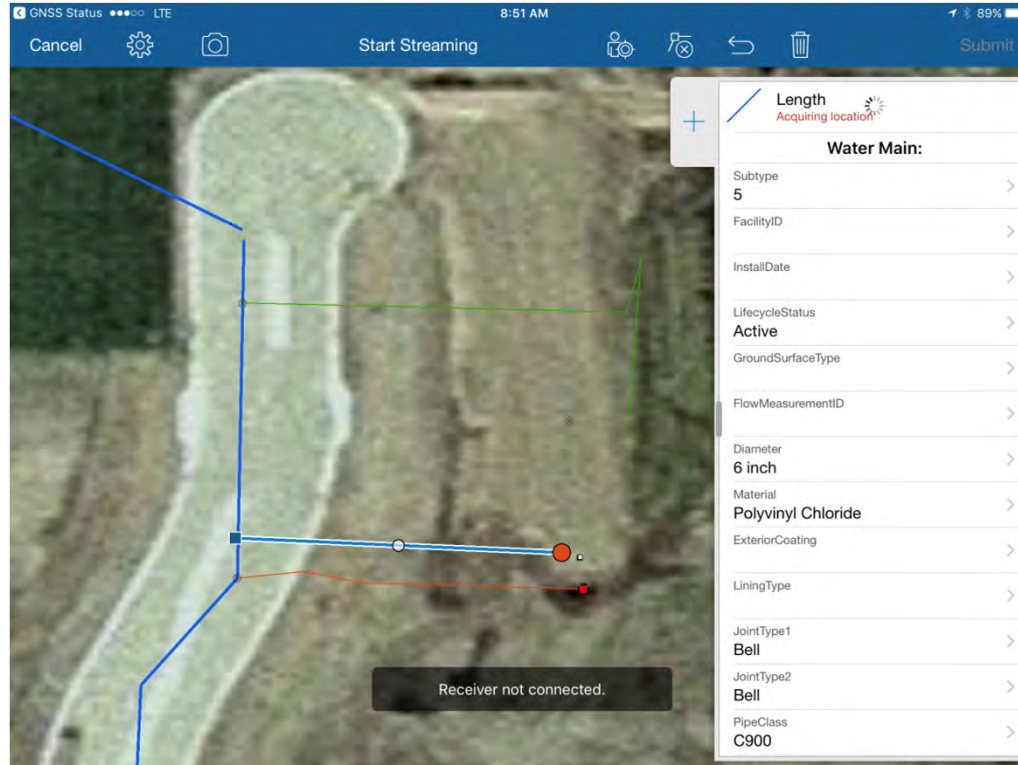 GNSS Status LTE 8:51 AM 89%
Cancel Start Streaming Submit
Length
Acquiring location
Water Main:
Subtype
5
FacilityID
InstallDate
LifecycleStatus
Active
GroundSurfaceType
FlowMeasurementID
Diameter
6 inch
Material
Polyvinyl Chloride
ExteriorCoating
LiningType
JointType1
Bell
JointType2
Bell
PipeClass
C900
Receiver not connected.